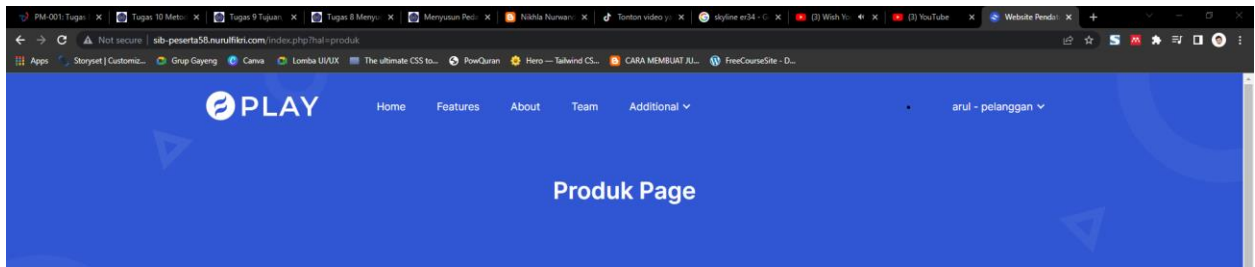 PM-001: Tugas
Tugas 10 Meto
Tugas 9 Tujuan
Tugas 8 Menyu
Menyusun Peda
Nikhla Nurwan
Tonton video y
skyline er34 - G
(3) Wish Yo
(3) YouTube
Website Pendat
Not secure | sib-peserta58.nurulfikri.com/index.php?hal=produk
Apps Storyset | Customiz... Grup Gayeng Canva Lomba UI/UX The ultimate CSS to... PowQuran Hero — Tailwind CS... CARA MEMBUAT JU... FreeCourseSite - D...
PLAY Home Features About Team Additional arul - pelanggan
Produk Page